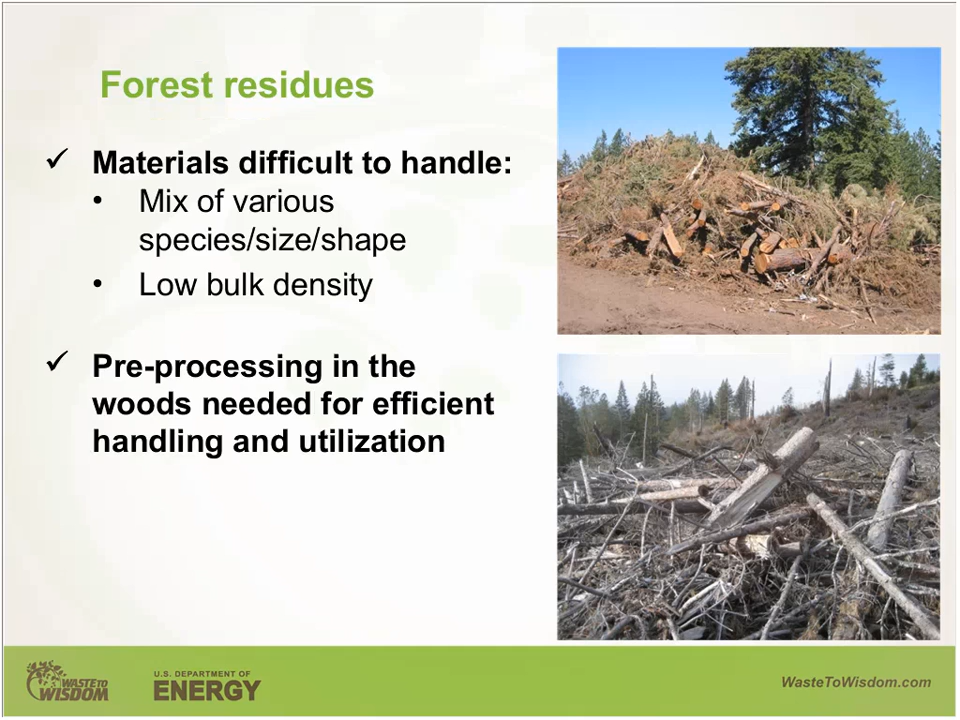 Forest residues
✓ Materials difficult to handle:
• Mix of various
species/size/shape
• Low bulk density
✓ Pre-processing in the
woods needed for efficient
handling and utilization
WASTE TO
WISDOM
U.S. DEPARTMENT OF
ENERGY
WasteToWisdom.com